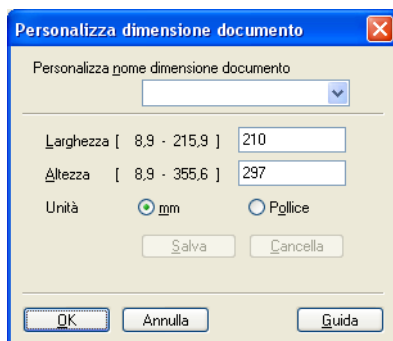 Personalizza dimensione documento
Personalizza nome dimensione documento
Larghezza [ 8,9 - 215,9 ] 210
Altezza [ 8,9 - 355,6 ] 297
Unità mm Pollice
Salva Cancella
OK Annulla Guida